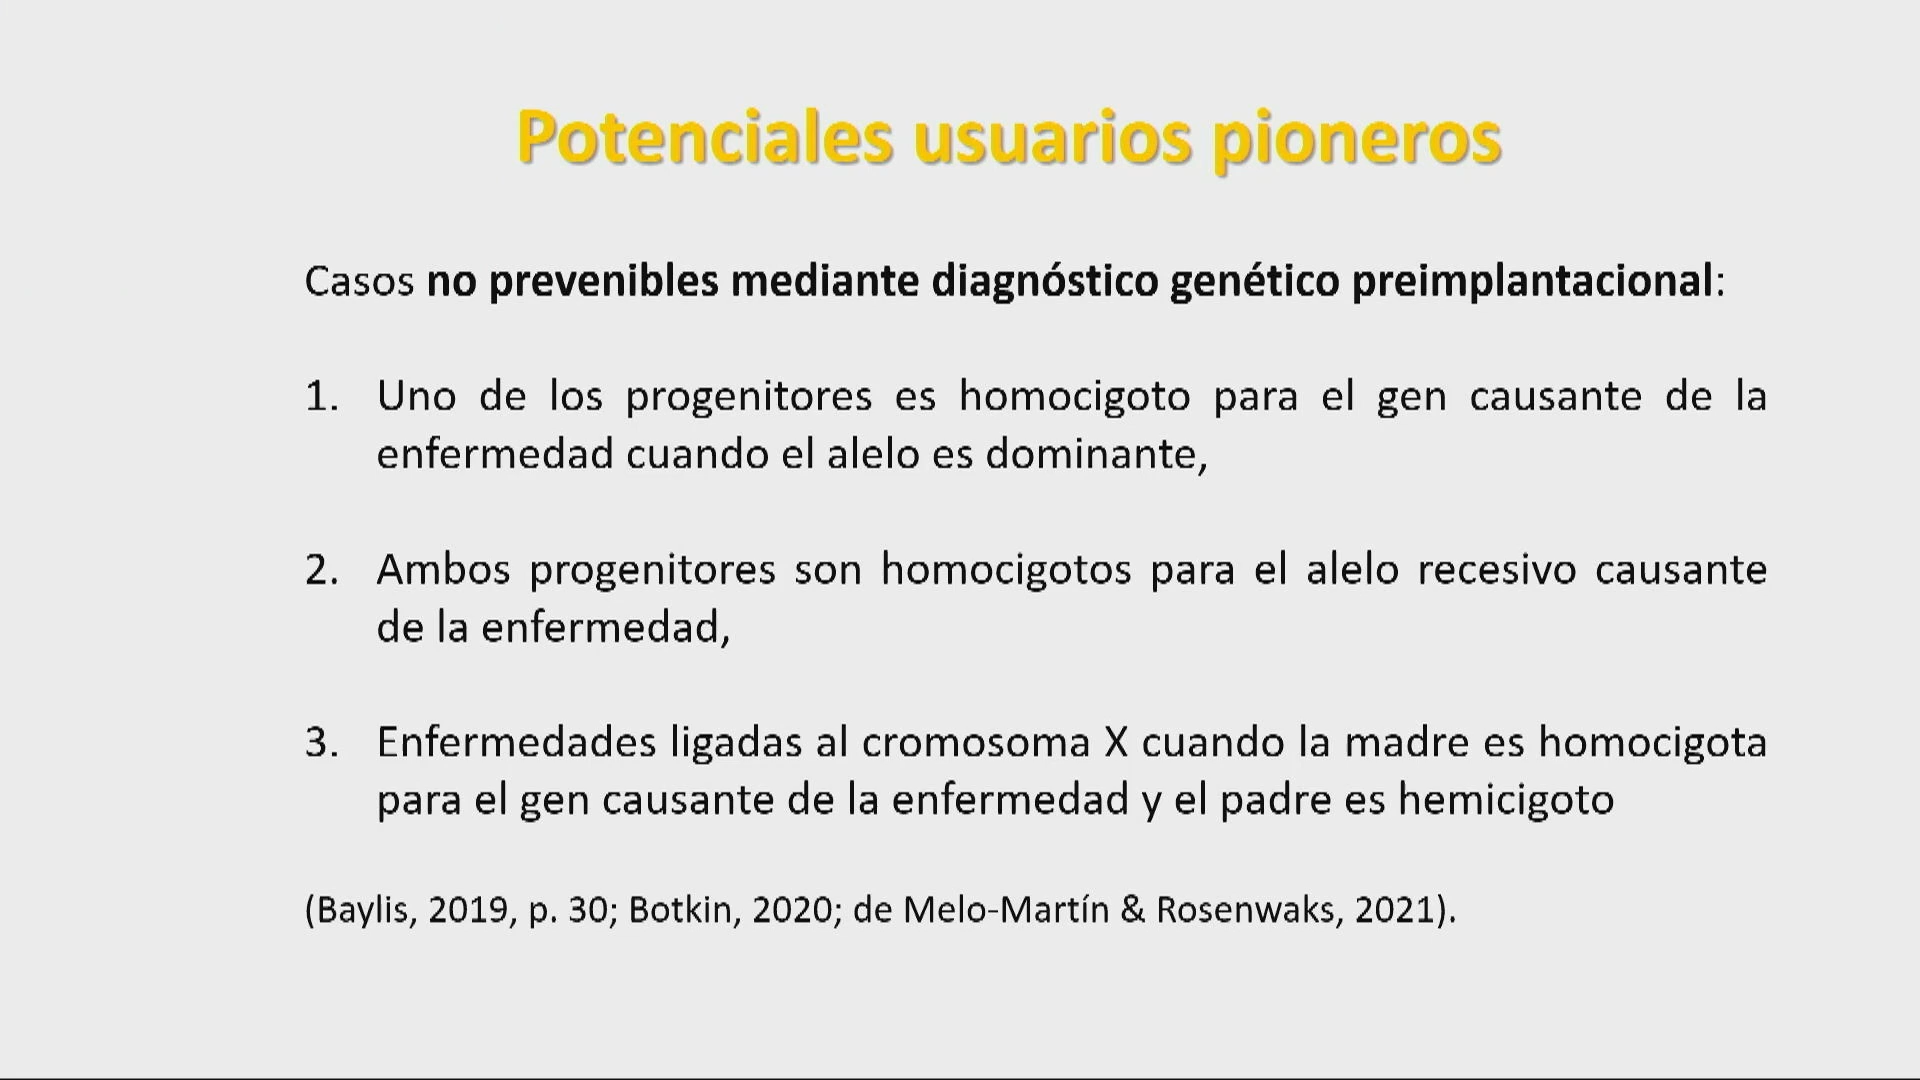 Potenciales usuarios pioneros
Casos no prevenibles mediante diagnóstico genético preimplantacional:
1. Uno de los progenitores es homocigoto para el gen causante de la
enfermedad cuando el alelo es dominante,
2. Ambos progenitores son homocigotos para el alelo recesivo causante
de la enfermedad,
3. Enfermedades ligadas al cromosoma X cuando la madre es homocigota
para el gen causante de la enfermedad y el padre es hemicigoto
(Baylis, 2019, p. 30; Botkin, 2020; de Melo-Martín & Rosenwaks, 2021).